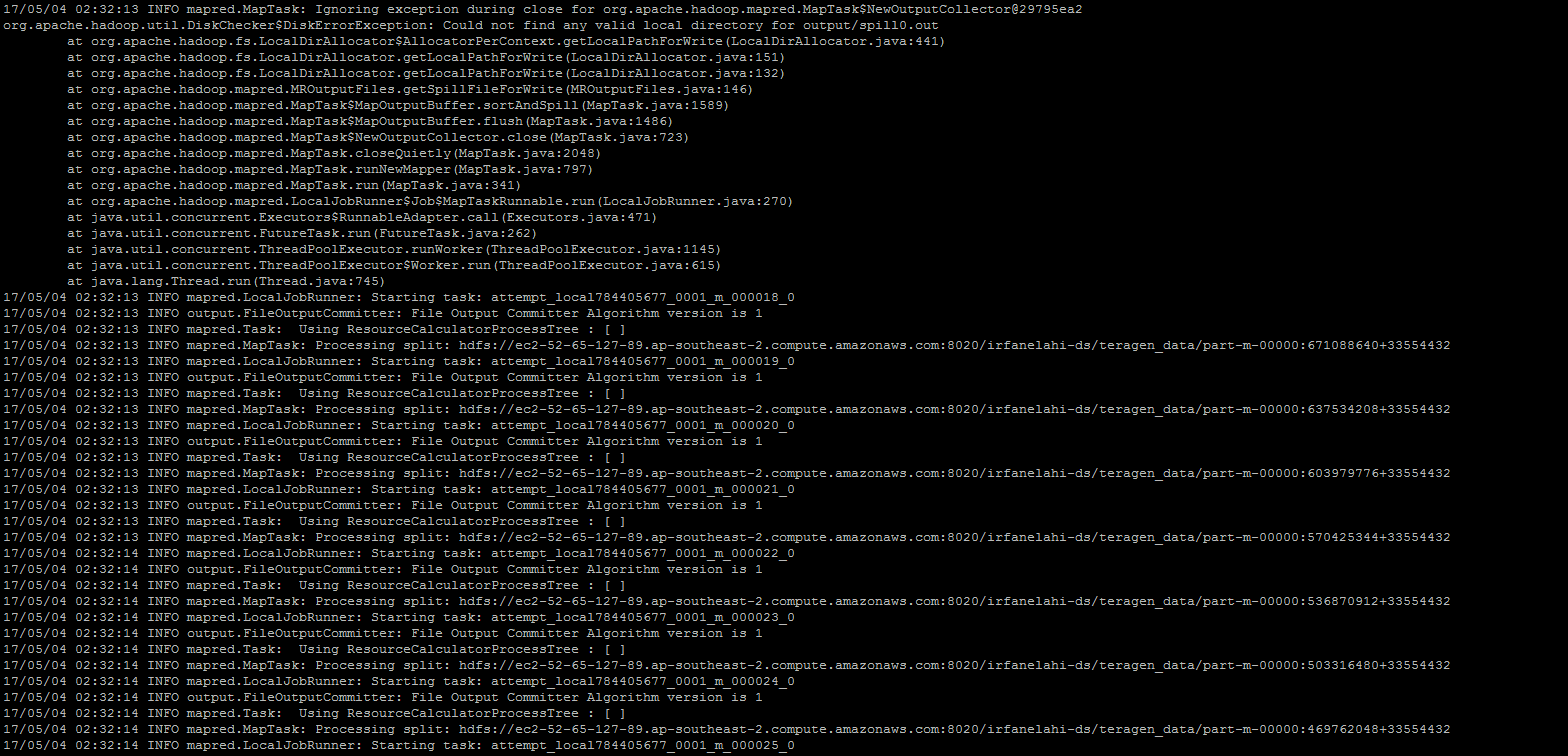 17/05/04 02:32:13 INFO mapred.MapTask: Ignoring exception during close for org.apache.hadoop.mapred.MapTask$NewOutputCollector@29795ea2
org.apache.hadoop.util.DiskChecker$DiskErrorException: Could not find any valid local directory for output/spill0.out
at org.apache.hadoop.fs.LocalDirAllocator$AllocatorPerContext.getLocalPathForWrite(LocalDirAllocator.java:441)
at org.apache.hadoop.fs.LocalDirAllocator.getLocalPathForWrite(LocalDirAllocator.java:151)
at org.apache.hadoop.fs.LocalDirAllocator.getLocalPathForWrite(LocalDirAllocator.java:132)
at org.apache.hadoop.mapred.MROutputFiles.getSpillFileForWrite(MROutputFiles.java:146)
at org.apache.hadoop.mapred.MapTask$MapOutputBuffer.sortAndSpill(MapTask.java:1589)
at org.apache.hadoop.mapred.MapTask$MapOutputBuffer.flush(MapTask.java:1486)
at org.apache.hadoop.mapred.MapTask$NewOutputCollector.close(MapTask.java:723)
at org.apache.hadoop.mapred.MapTask.closeQuietly(MapTask.java:2048)
at org.apache.hadoop.mapred.MapTask.runNewMapper(MapTask.java:797)
at org.apache.hadoop.mapred.MapTask.run(MapTask.java:341)
at org.apache.hadoop.mapred.LocalJobRunner$Job$MapTaskRunnable.run(LocalJobRunner.java:270)
at java.util.concurrent.Executors$RunnableAdapter.call(Executors.java:471)
at java.util.concurrent.FutureTask.run(FutureTask.java:262)
at java.util.concurrent.ThreadPoolExecutor.runWorker(ThreadPoolExecutor.java:1145)
at java.util.concurrent.ThreadPoolExecutor$Worker.run(ThreadPoolExecutor.java:615)
at java.lang.Thread.run(Thread.java:745)
17/05/04 02:32:13 INFO mapred.LocalJobRunner: Starting task: attempt_local784405677_0001_m_000018_0
17/05/04 02:32:13 INFO output.FileOutputCommitter: File Output Committer Algorithm version is 1
17/05/04 02:32:13 INFO mapred.Task:  Using ResourceCalculatorProcessTree : [ ]
17/05/04 02:32:13 INFO mapred.MapTask: Processing split: hdfs://ec2-52-65-127-89.ap-southeast-2.compute.amazonaws.com:8020/irfanelahi-ds/teragen_data/part-m-00000:671088640+33554432
17/05/04 02:32:13 INFO mapred.LocalJobRunner: Starting task: attempt_local784405677_0001_m_000019_0
17/05/04 02:32:13 INFO output.FileOutputCommitter: File Output Committer Algorithm version is 1
17/05/04 02:32:13 INFO mapred.Task:  Using ResourceCalculatorProcessTree : [ ]
17/05/04 02:32:13 INFO mapred.MapTask: Processing split: hdfs://ec2-52-65-127-89.ap-southeast-2.compute.amazonaws.com:8020/irfanelahi-ds/teragen_data/part-m-00000:637534208+33554432
17/05/04 02:32:13 INFO mapred.LocalJobRunner: Starting task: attempt_local784405677_0001_m_000020_0
17/05/04 02:32:13 INFO output.FileOutputCommitter: File Output Committer Algorithm version is 1
17/05/04 02:32:13 INFO mapred.Task:  Using ResourceCalculatorProcessTree : [ ]
17/05/04 02:32:13 INFO mapred.MapTask: Processing split: hdfs://ec2-52-65-127-89.ap-southeast-2.compute.amazonaws.com:8020/irfanelahi-ds/teragen_data/part-m-00000:603979776+33554432
17/05/04 02:32:13 INFO mapred.LocalJobRunner: Starting task: attempt_local784405677_0001_m_000021_0
17/05/04 02:32:13 INFO output.FileOutputCommitter: File Output Committer Algorithm version is 1
17/05/04 02:32:13 INFO mapred.Task:  Using ResourceCalculatorProcessTree : [ ]
17/05/04 02:32:13 INFO mapred.MapTask: Processing split: hdfs://ec2-52-65-127-89.ap-southeast-2.compute.amazonaws.com:8020/irfanelahi-ds/teragen_data/part-m-00000:570425344+33554432
17/05/04 02:32:14 INFO mapred.LocalJobRunner: Starting task: attempt_local784405677_0001_m_000022_0
17/05/04 02:32:14 INFO output.FileOutputCommitter: File Output Committer Algorithm version is 1
17/05/04 02:32:14 INFO mapred.Task:  Using ResourceCalculatorProcessTree : [ ]
17/05/04 02:32:14 INFO mapred.MapTask: Processing split: hdfs://ec2-52-65-127-89.ap-southeast-2.compute.amazonaws.com:8020/irfanelahi-ds/teragen_data/part-m-00000:536870912+33554432
17/05/04 02:32:14 INFO mapred.LocalJobRunner: Starting task: attempt_local784405677_0001_m_000023_0
17/05/04 02:32:14 INFO output.FileOutputCommitter: File Output Committer Algorithm version is 1
17/05/04 02:32:14 INFO mapred.Task:  Using ResourceCalculatorProcessTree : [ ]
17/05/04 02:32:14 INFO mapred.MapTask: Processing split: hdfs://ec2-52-65-127-89.ap-southeast-2.compute.amazonaws.com:8020/irfanelahi-ds/teragen_data/part-m-00000:503316480+33554432
17/05/04 02:32:14 INFO mapred.LocalJobRunner: Starting task: attempt_local784405677_0001_m_000024_0
17/05/04 02:32:14 INFO output.FileOutputCommitter: File Output Committer Algorithm version is 1
17/05/04 02:32:14 INFO mapred.Task:  Using ResourceCalculatorProcessTree : [ ]
17/05/04 02:32:14 INFO mapred.MapTask: Processing split: hdfs://ec2-52-65-127-89.ap-southeast-2.compute.amazonaws.com:8020/irfanelahi-ds/teragen_data/part-m-00000:469762048+33554432
17/05/04 02:32:14 INFO mapred.LocalJobRunner: Starting task: attempt_local784405677_0001_m_000025_0